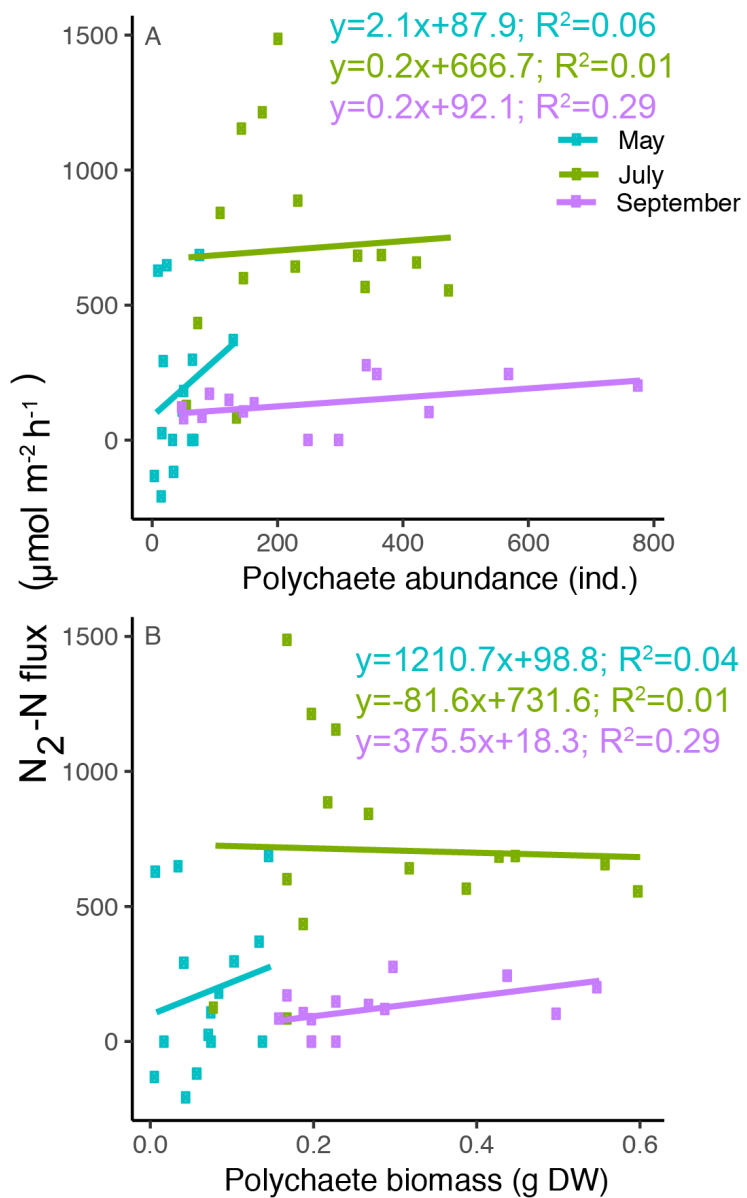 A
y=2.1x+87.9; R²=0.06
y=0.2x+666.7; R²=0.01
y=0.2x+92.1; R²=0.29
May
July
September
1500
1000
500
0
0 200 400 600 800
Polychaete abundance (ind.)
N₂-N flux (µmol m⁻² h⁻¹)
B
y=1210.7x+98.8; R²=0.04
y=-81.6x+731.6; R²=0.01
y=375.5x+18.3; R²=0.29
1500
1000
500
0
0.0 0.2 0.4 0.6
Polychaete biomass (g DW)